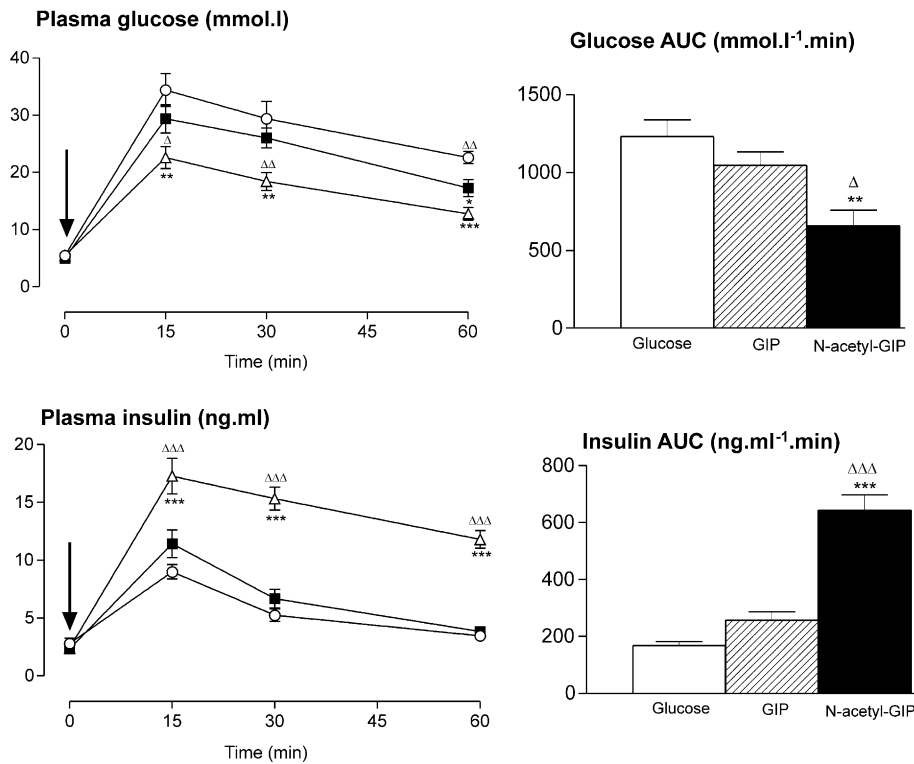 Plasma glucose (mmol.l)
40
30
20
10
0
Δ
**
ΔΔ
**
ΔΔ
*
***
0 15 30 45 60
Time (min)
Glucose AUC (mmol.l⁻¹.min)
1500
1000
500
0
Δ
**
Glucose GIP N-acetyl-GIP
Plasma insulin (ng.ml)
20
15
10
5
0
ΔΔΔ
***
ΔΔΔ
***
ΔΔΔ
***
0 15 30 45 60
Time (min)
Insulin AUC (ng.ml⁻¹.min)
800
600
400
200
0
ΔΔΔ
***
Glucose GIP N-acetyl-GIP